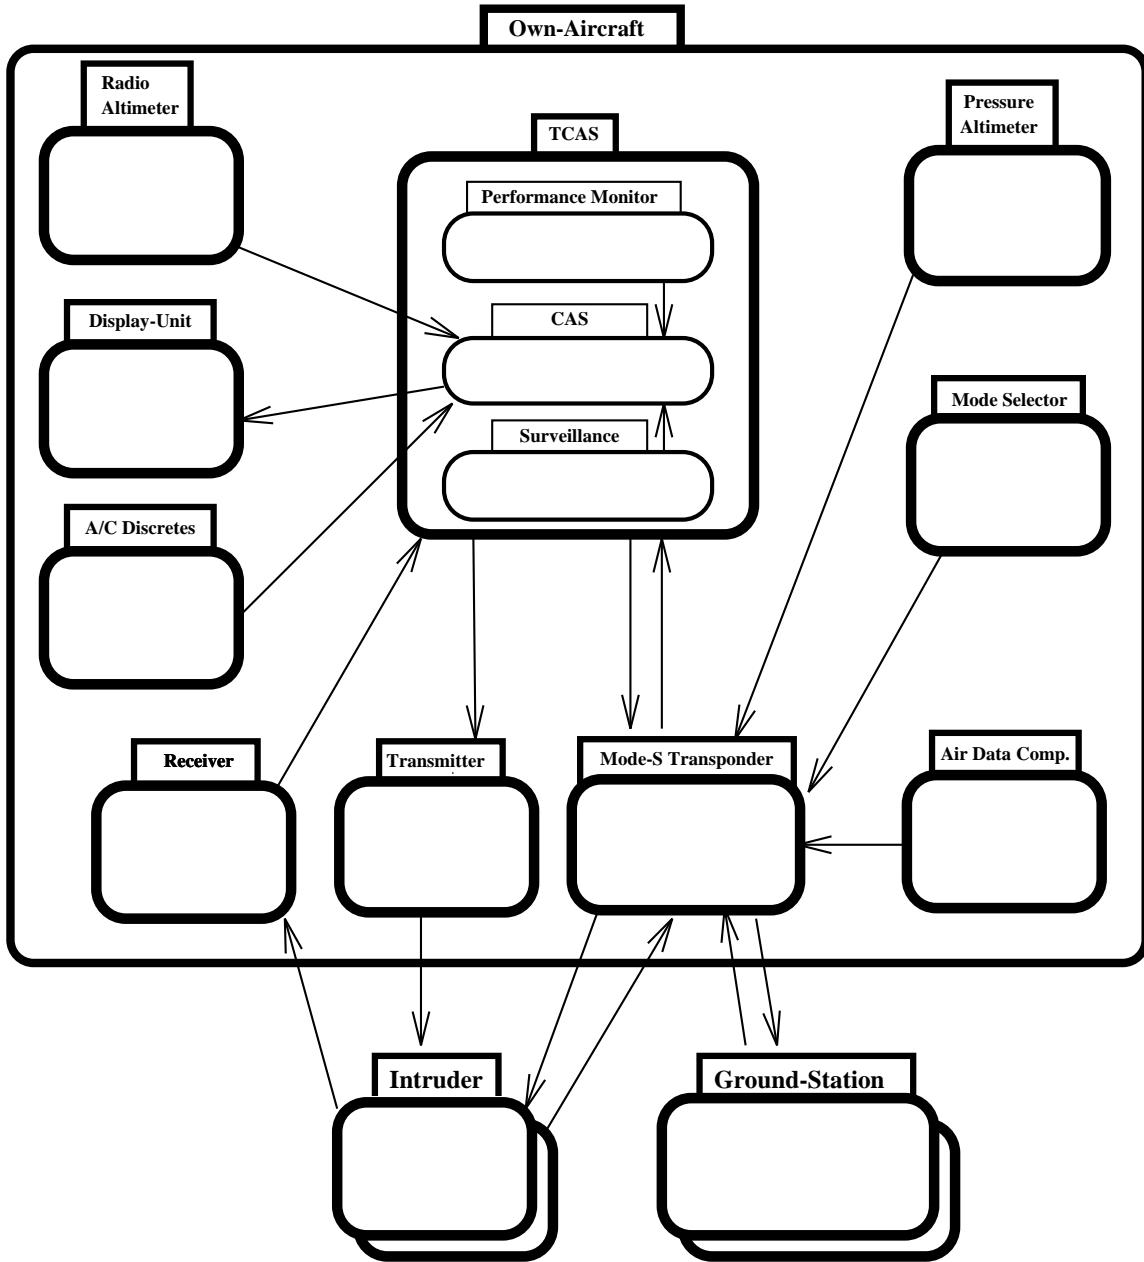 Own-Aircraft
Radio
Altimeter
Pressure
Altimeter
TCAS
Performance Monitor
Display-Unit
CAS
Mode Selector
Surveillance
A/C Discretes
Receiver
Transmitter
Mode-S Transponder
Air Data Comp.
Intruder
Ground-Station